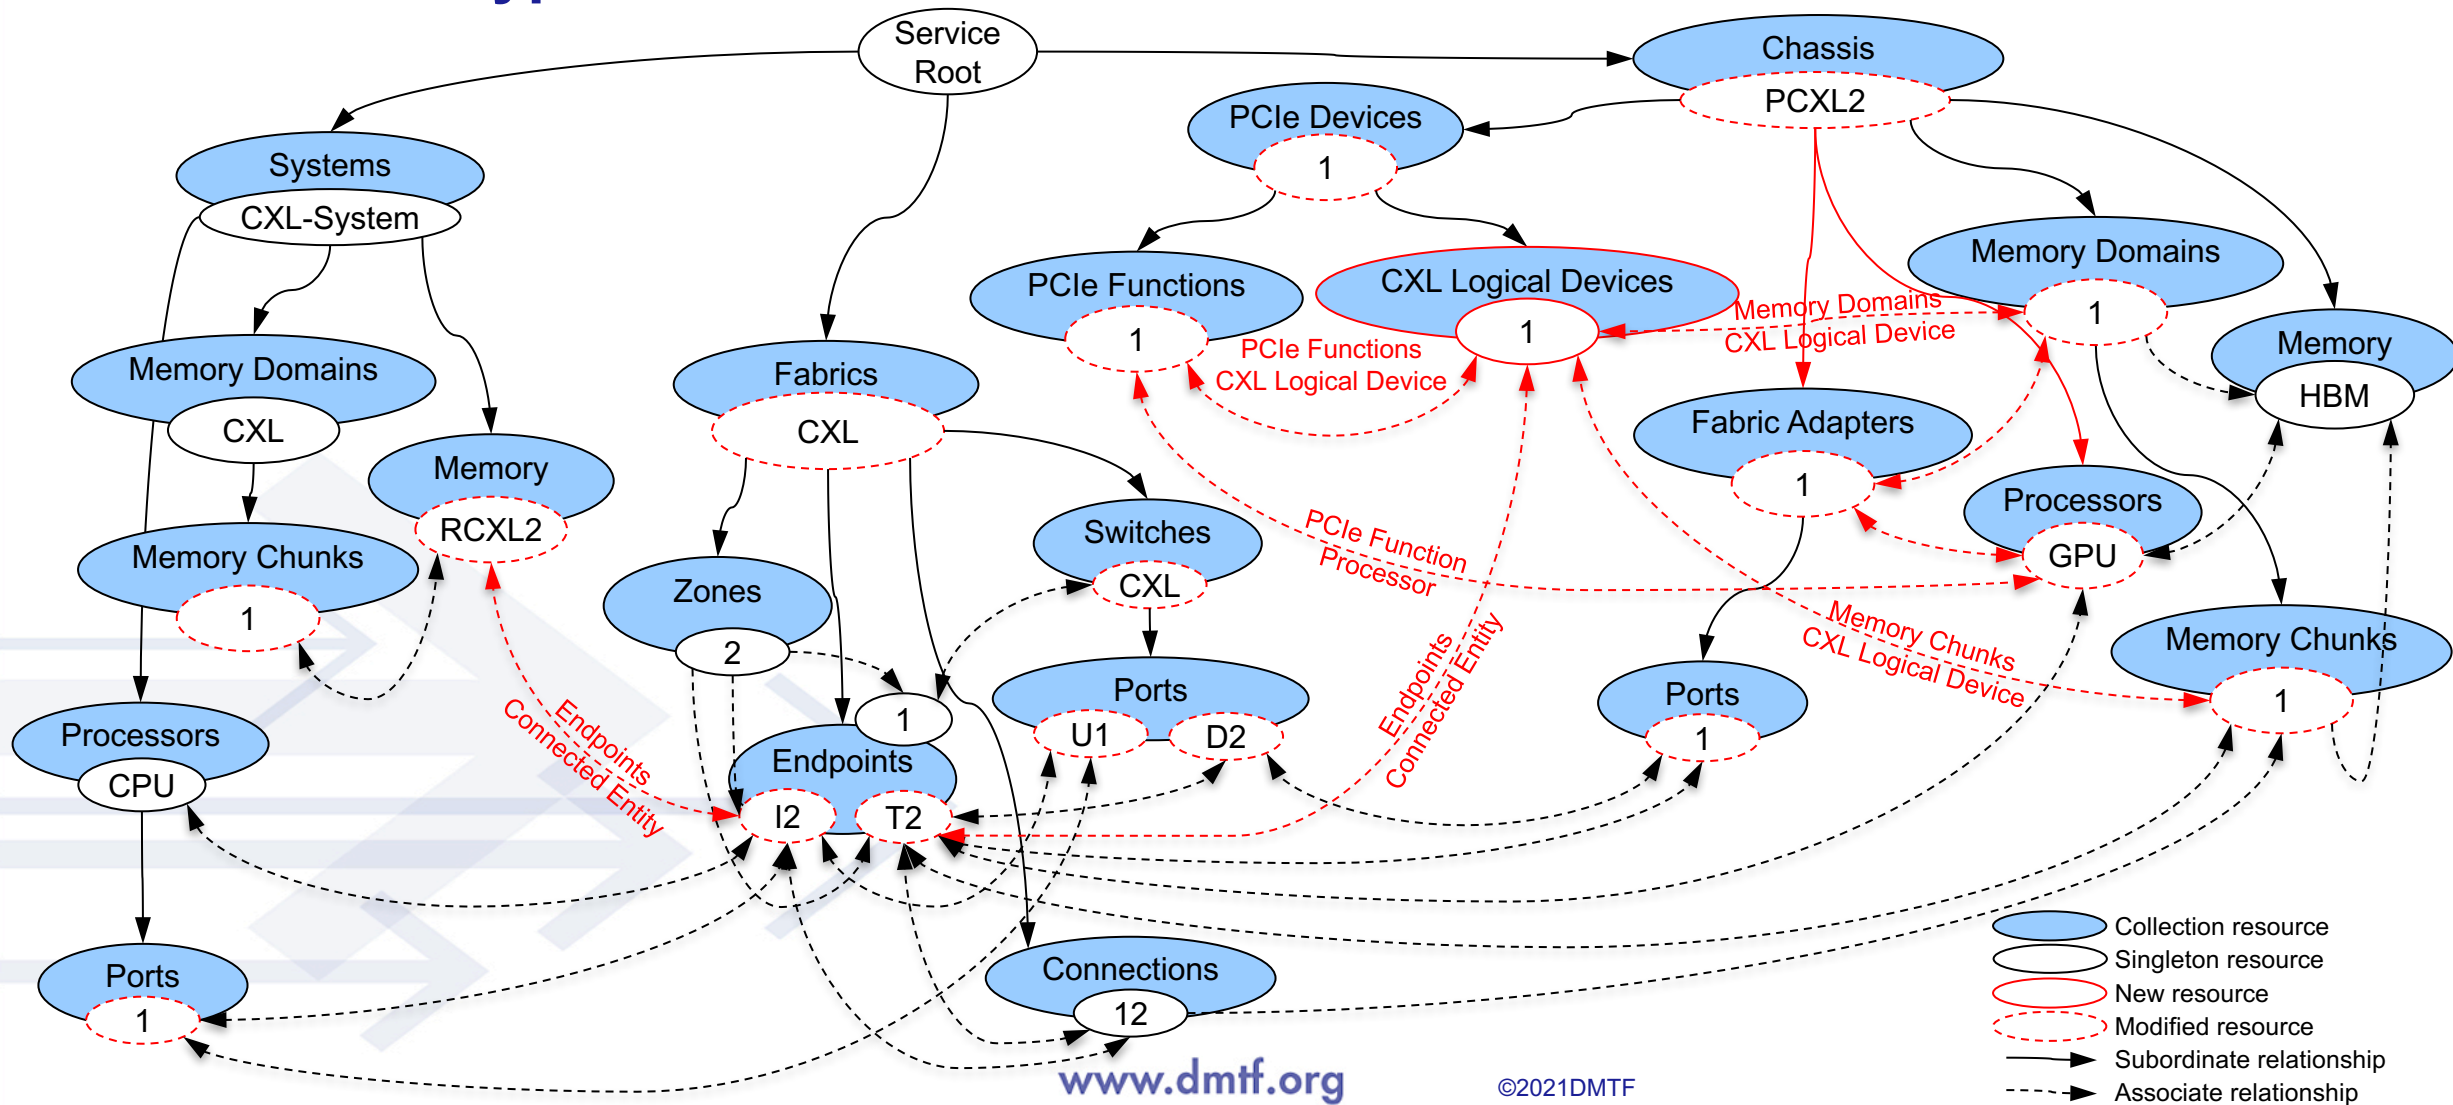 Service
Root
Chassis
PCXL2
PCIe Devices
1
Systems
CXL-System
PCIe Functions
1
CXL Logical Devices
1
Memory Domains
1
Memory Domains
CXL Logical Device
PCIe Functions
CXL Logical Device
Memory
HBM
Memory Domains
CXL
Fabrics
CXL
Fabric Adapters
1
Memory
RCXL2
Processors
GPU
Switches
CXL
PCIe Function
Processor
Memory Chunks
1
Zones
2
1
Endpoints
I2
T2
Ports
U1
D2
Endpoints
Connected Entity
Endpoints
Connected Entity
Memory Chunks
CXL Logical Device
Ports
1
Memory Chunks
1
Processors
CPU
Ports
1
Connections
12
Collection resource
Singleton resource
New resource
Modified resource
Subordinate relationship
Associate relationship
www.dmtf.org
©2021DMTF